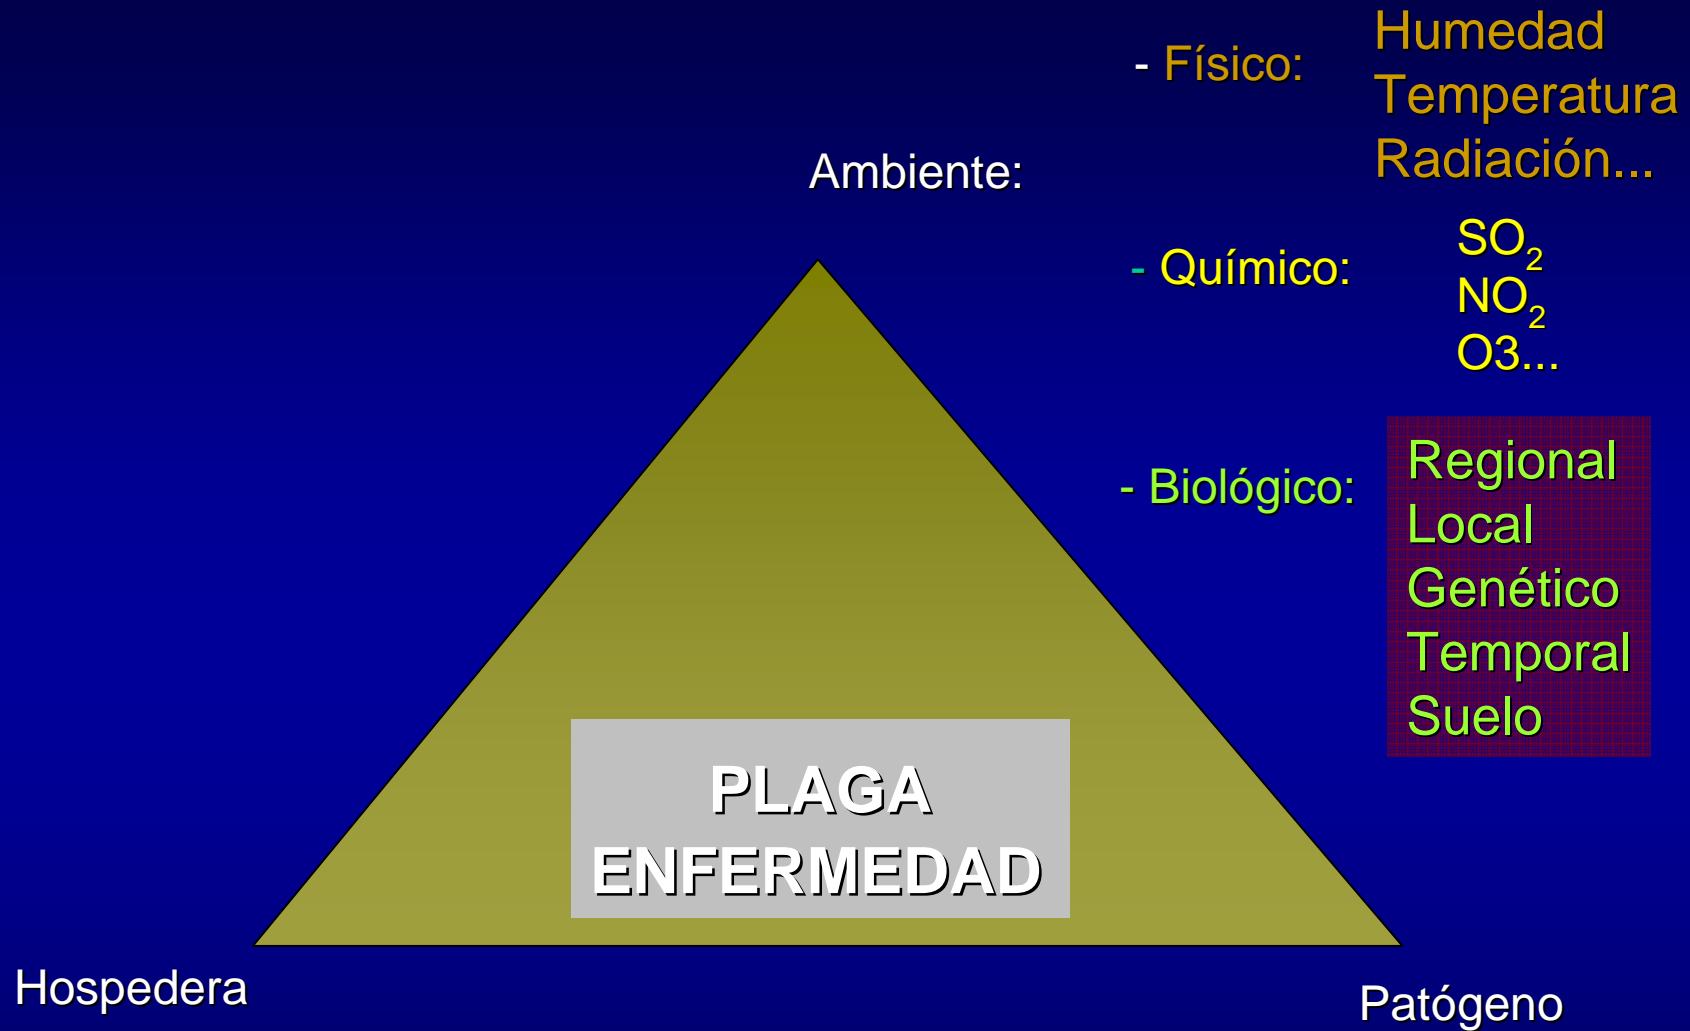 Ambiente:
- Físico:
Humedad
Temperatura
Radiación...
- Químico:
SO2
NO2
O3...
- Biológico:
Regional
Local
Genético
Temporal
Suelo
PLAGA
ENFERMEDAD
Hospedera
Patógeno